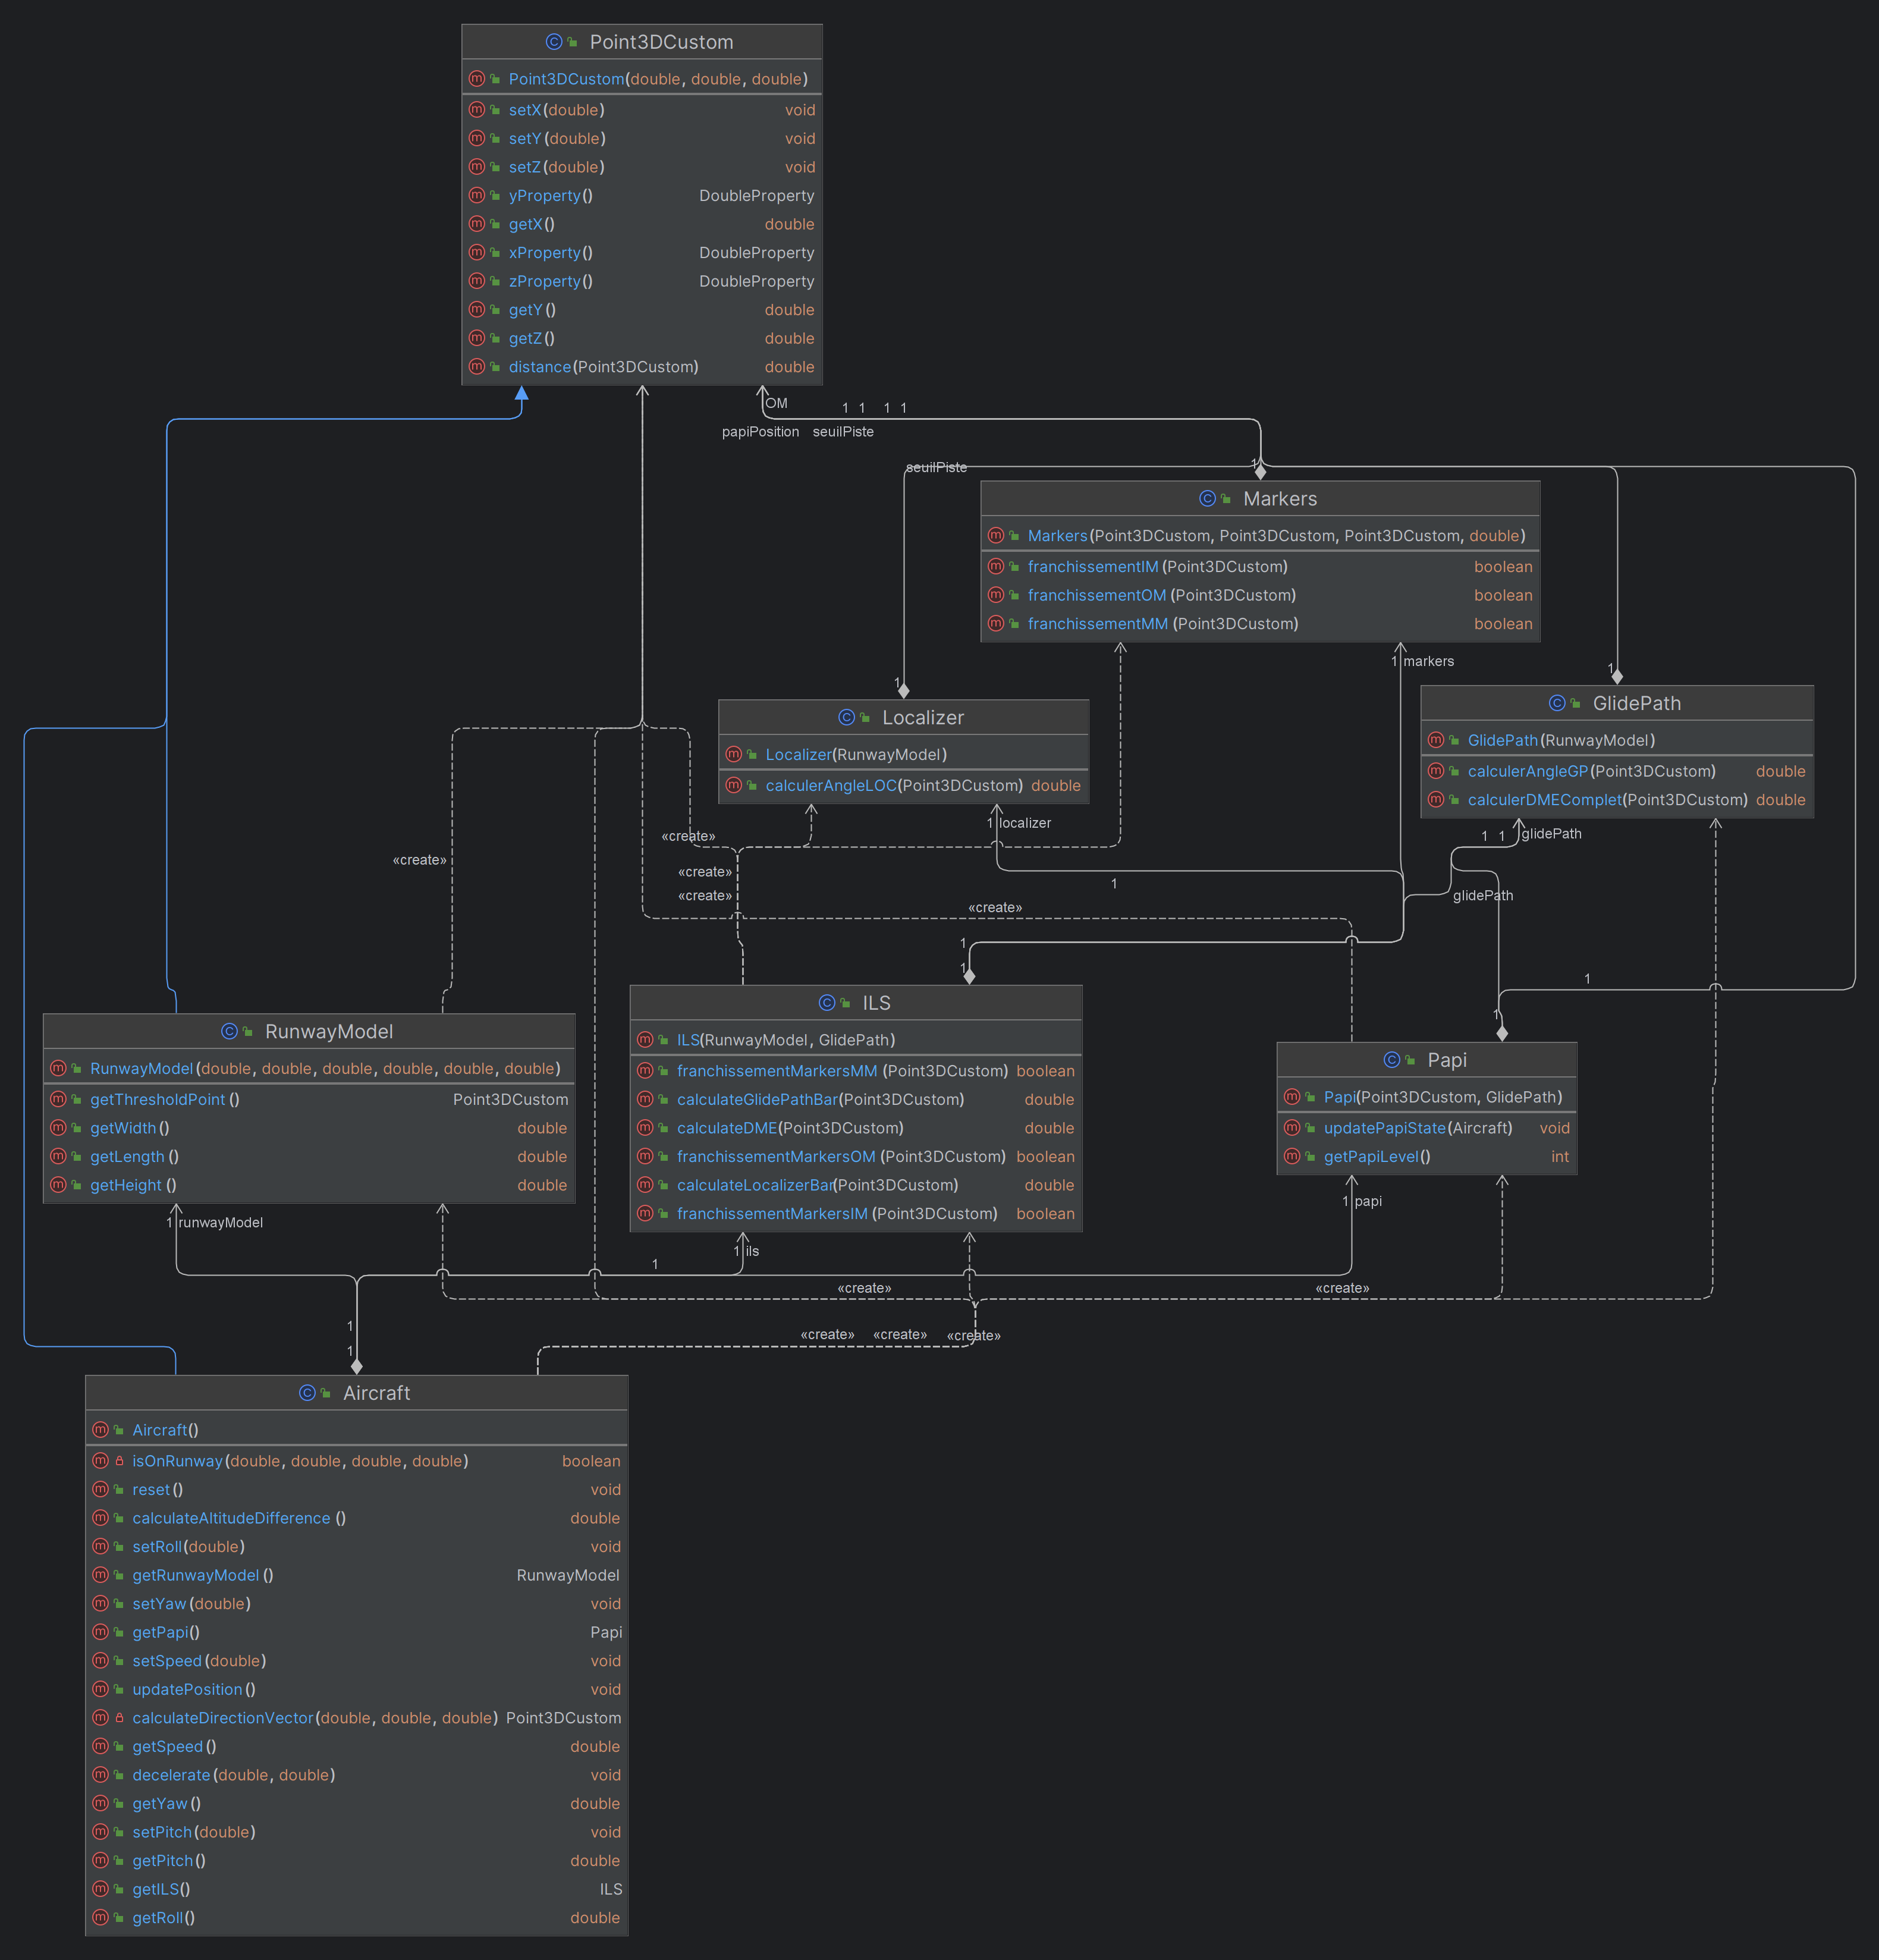 Point3DCustom
Point3DCustom(double, double, double)
setX(double) void
setY(double) void
setZ(double) void
yProperty() DoubleProperty
getX() double
xProperty() DoubleProperty
zProperty() DoubleProperty
getY() double
getZ() double
distance(Point3DCustom) double
OM
1 1 1 1
papiPosition seuilPiste
seuilPiste
1
Markers
Markers(Point3DCustom, Point3DCustom, Point3DCustom, double)
franchissementIM(Point3DCustom) boolean
franchissementOM(Point3DCustom) boolean
franchissementMM(Point3DCustom) boolean
1 markers
1
1
Localizer
Localizer(RunwayModel)
calculerAngleLOC(Point3DCustom) double
GlidePath
GlidePath(RunwayModel)
calculerAngleGP(Point3DCustom) double
calculerDMEComplet(Point3DCustom) double
1 localizer
1 1 glidePath
«create»
«create»
«create»
1
«create»
glidePath
«create»
1
1
1
1
ILS
ILS(RunwayModel, GlidePath)
franchissementMarkersMM(Point3DCustom) boolean
calculateGlidePathBar(Point3DCustom) double
calculateDME(Point3DCustom) double
franchissementMarkersOM(Point3DCustom) boolean
calculateLocalizerBar(Point3DCustom) double
franchissementMarkersIM(Point3DCustom) boolean
RunwayModel
RunwayModel(double, double, double, double, double, double)
getThresholdPoint() Point3DCustom
getWidth() double
getLength() double
getHeight() double
Papi
Papi(Point3DCustom, GlidePath)
updatePapiState(Aircraft) void
getPapiLevel() int
1 papi
1 runwayModel
1 ils
1
«create»
«create»
1
«create» «create» «create»
1
Aircraft
Aircraft()
isOnRunway(double, double, double, double) boolean
reset() void
calculateAltitudeDifference() double
setRoll(double) void
getRunwayModel() RunwayModel
setYaw(double) void
getPapi() Papi
setSpeed(double) void
updatePosition() void
calculateDirectionVector(double, double, double) Point3DCustom
getSpeed() double
decelerate(double, double) void
getYaw() double
setPitch(double) void
getPitch() double
getILS() ILS
getRoll() double